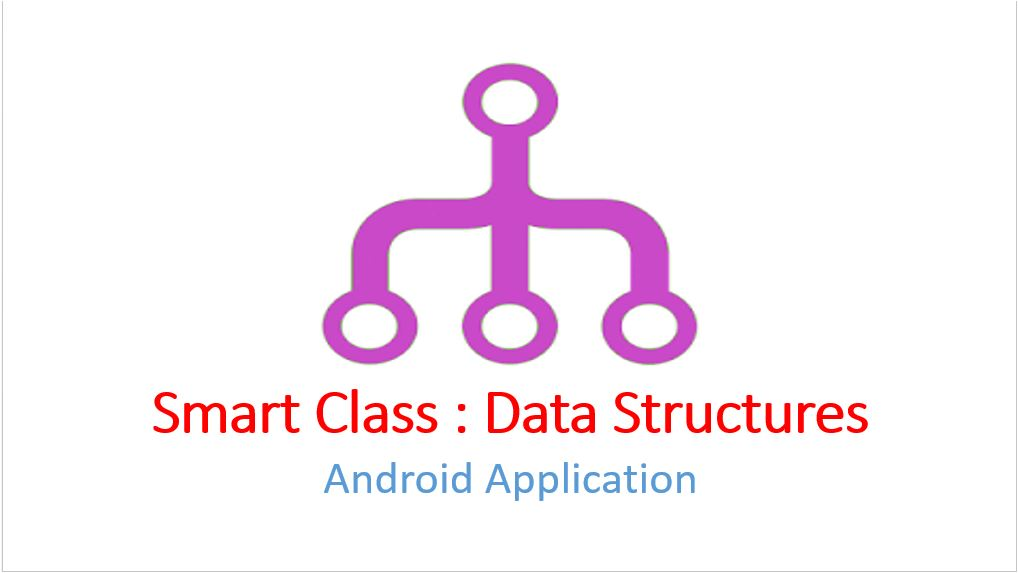 Smart Class : Data Structures
Android Application